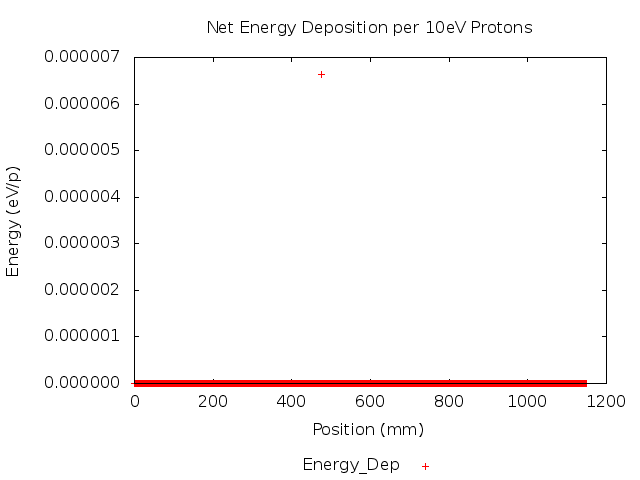 Net Energy Deposition per 10eV Protons
0.000007
0.000006
0.000005
0.000004
0.000003
0.000002
0.000001
0.000000
Energy (eV/p)
0 200 400 600 800 1000 1200
Position (mm)
Energy_Dep